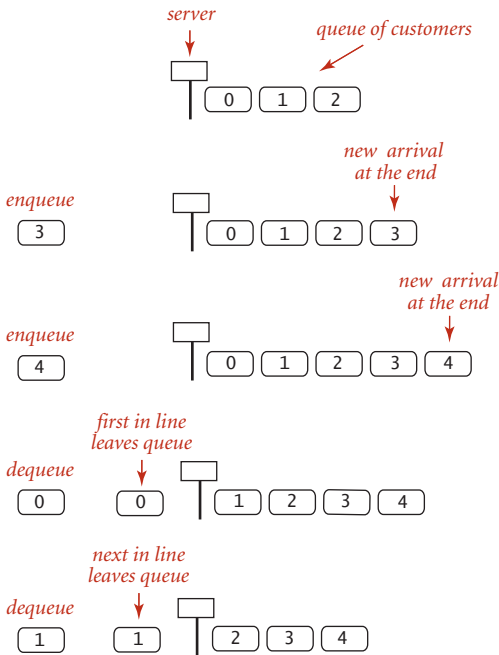 server
queue of customers
0 1 2
new arrival
at the end
enqueue
3
0 1 2 3
new arrival
at the end
enqueue
4
0 1 2 3 4
first in line
leaves queue
dequeue
0
0
1 2 3 4
next in line
leaves queue
dequeue
1
1
2 3 4